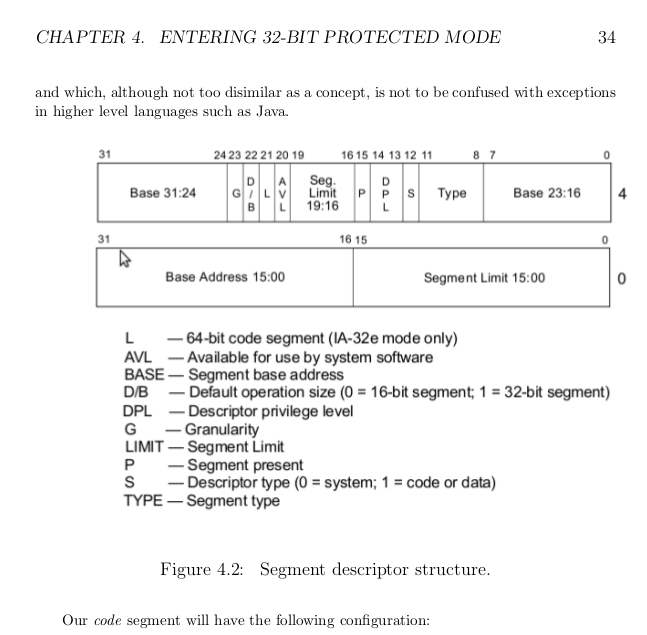 CHAPTER 4. ENTERING 32-BIT PROTECTED MODE 34
and which, although not too disimilar as a concept, is not to be confused with exceptions
in higher level languages such as Java.
31 24 23 22 21 20 19 16 15 14 13 12 11 8 7 0
Base 31:24 G D/B L AVL Seg. Limit 19:16 P DPL S Type Base 23:16 4
31 16 15 0
Base Address 15:00 Segment Limit 15:00 0
L — 64-bit code segment (IA-32e mode only)
AVL — Available for use by system software
BASE — Segment base address
D/B — Default operation size (0 = 16-bit segment; 1 = 32-bit segment)
DPL — Descriptor privilege level
G — Granularity
LIMIT — Segment Limit
P — Segment present
S — Descriptor type (0 = system; 1 = code or data)
TYPE — Segment type
Figure 4.2: Segment descriptor structure.
Our code segment will have the following configuration: